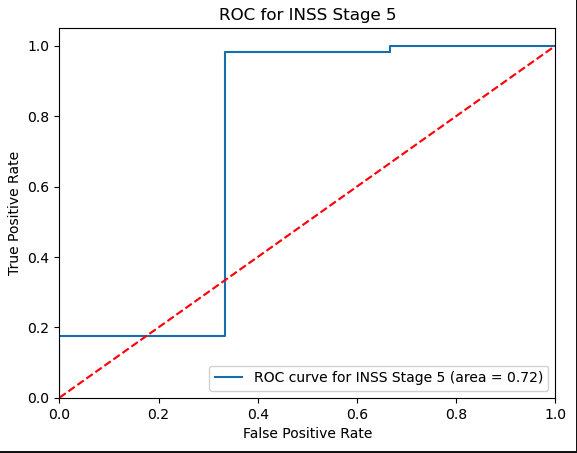 ROC for INSS Stage 5
1.0
0.8
0.6
0.4
0.2
0.0
True Positive Rate
ROC curve for INSS Stage 5 (area = 0.72)
0.0 0.2 0.4 0.6 0.8 1.0
False Positive Rate